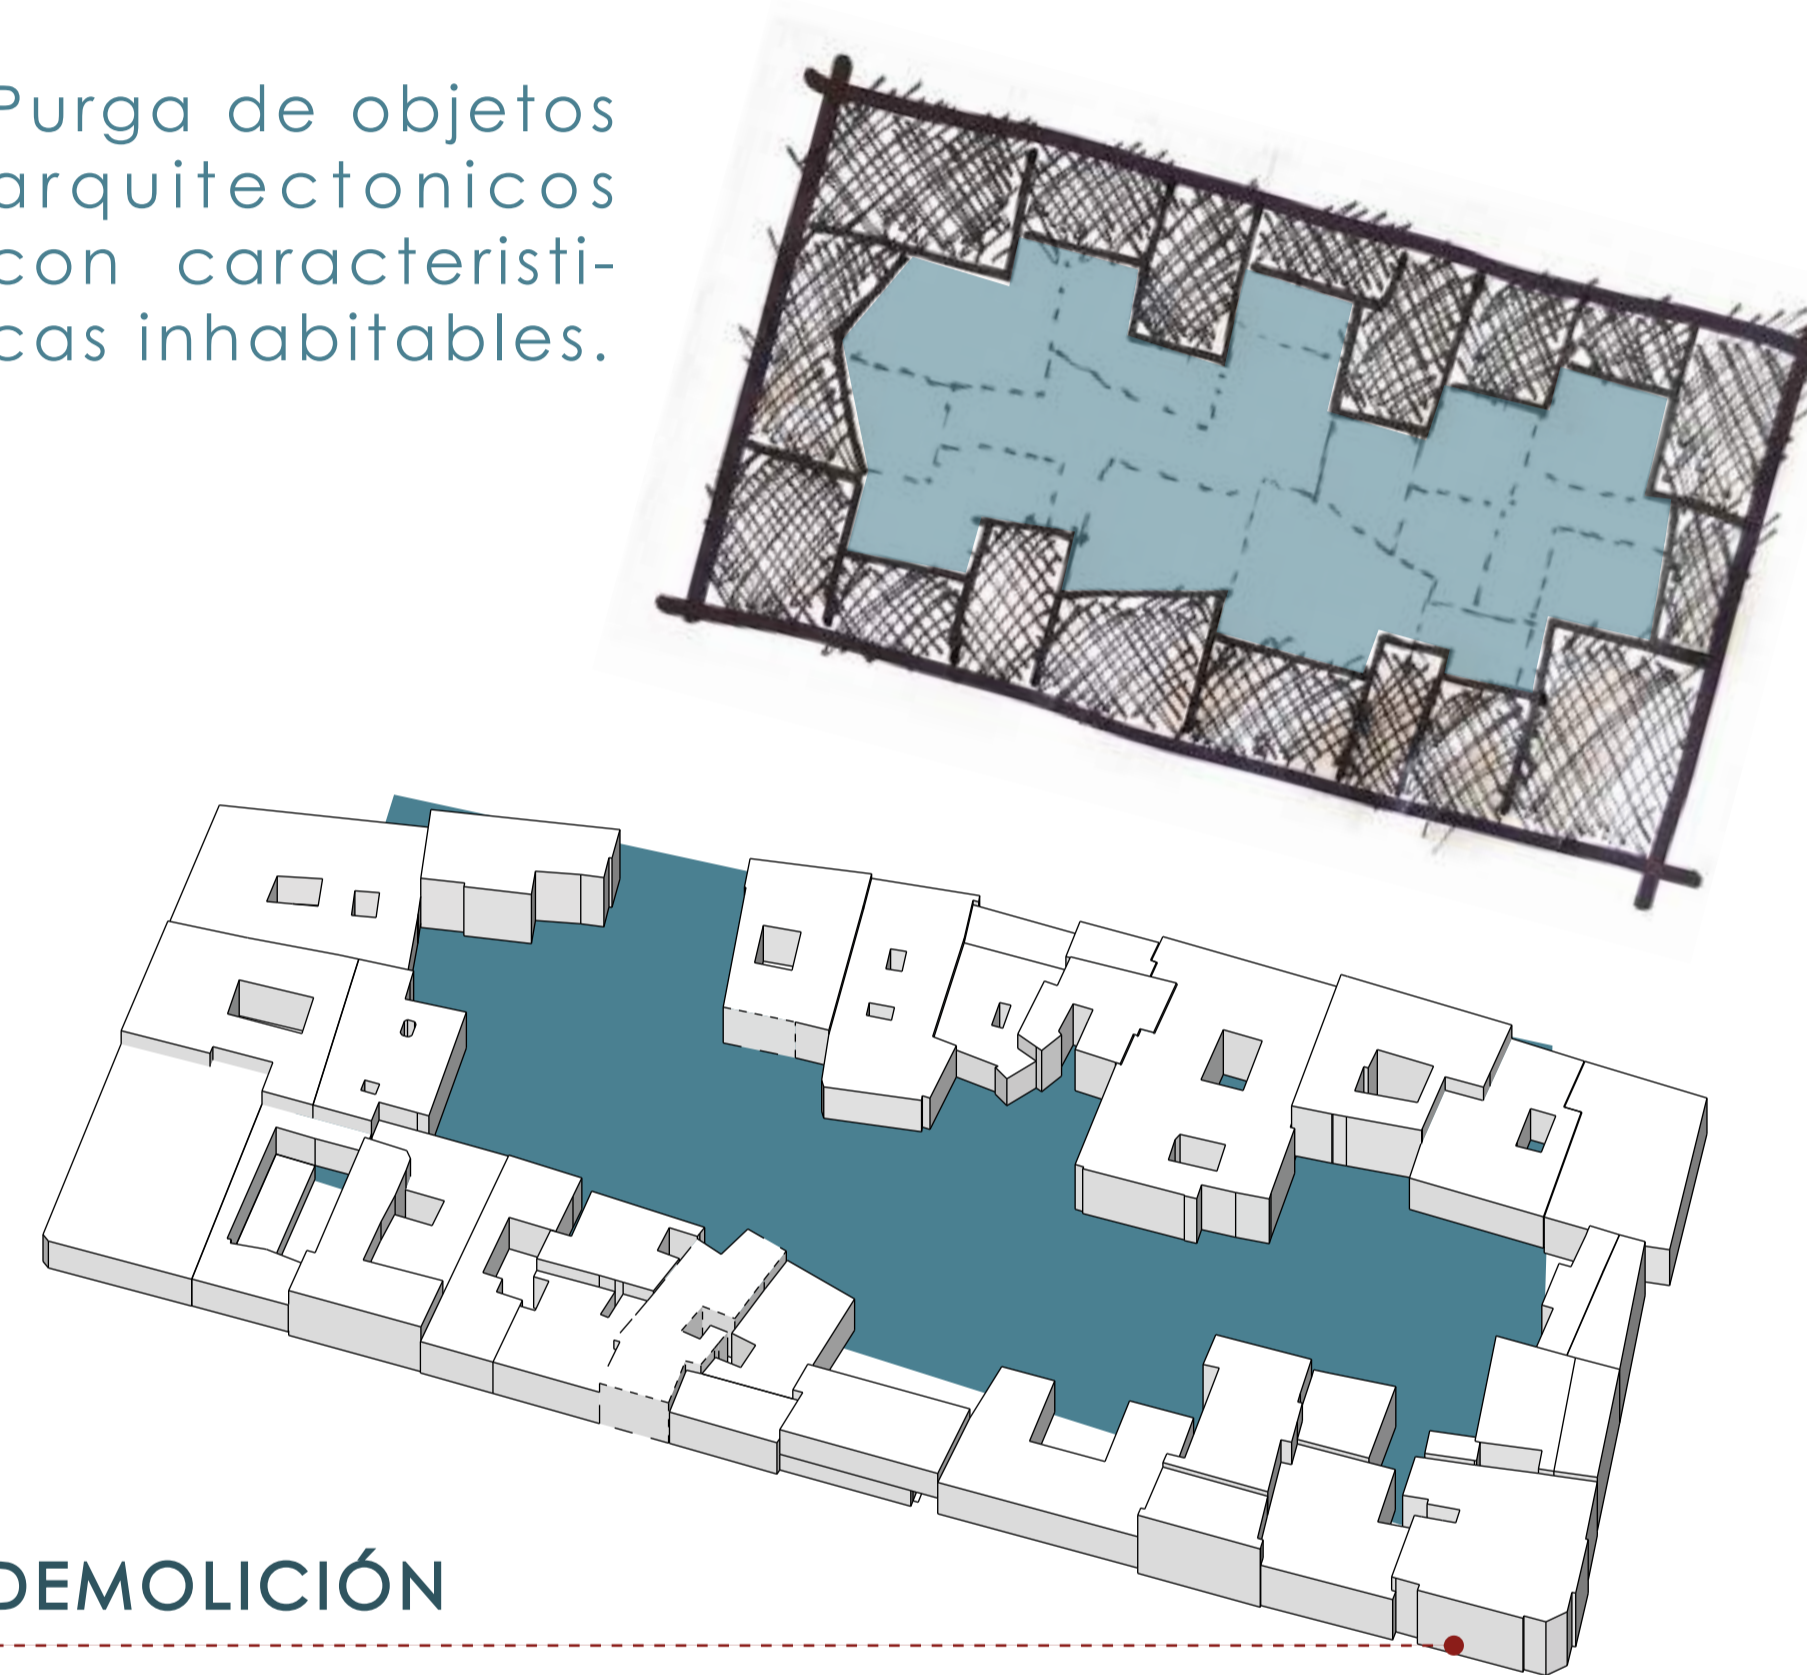 Purga de objetos
arquitectonicos
con caracteristi-
cas inhabitables.
DEMOLICIÓN